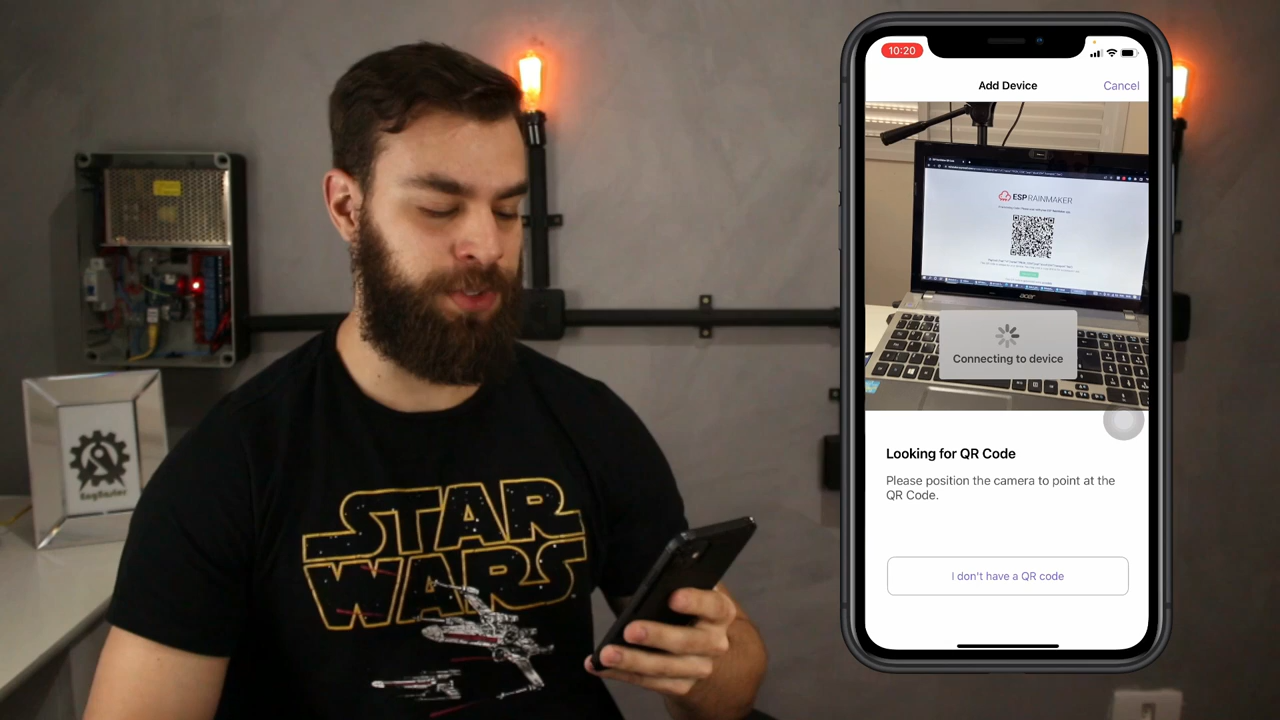 10:20
Add Device
Cancel
ESP RAINMAKER
acer
Connecting to device
Looking for QR Code
Please position the camera to point at the
QR Code.
I don't have a QR code
EngEasier
STAR
WARS